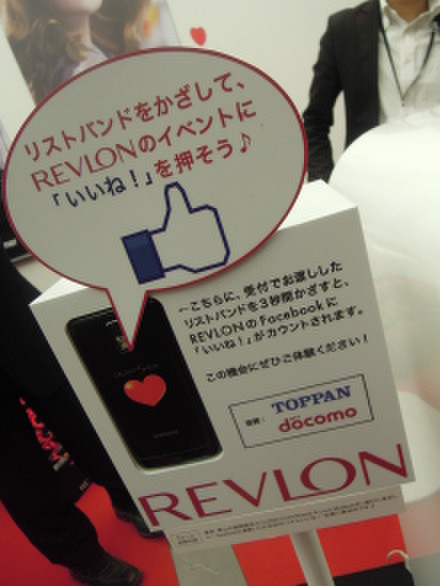 リストバンドをかざして、
REVLONのイベントに
「いいね！」を押そう♪
←こちらに、受付でお渡しした
リストバンドを3秒間かざすと、
REVLONのFacebookに
「いいね！」がカウントされます。
この機会にぜひご体験ください！
協賛：
TOPPAN
docomo
REVLON